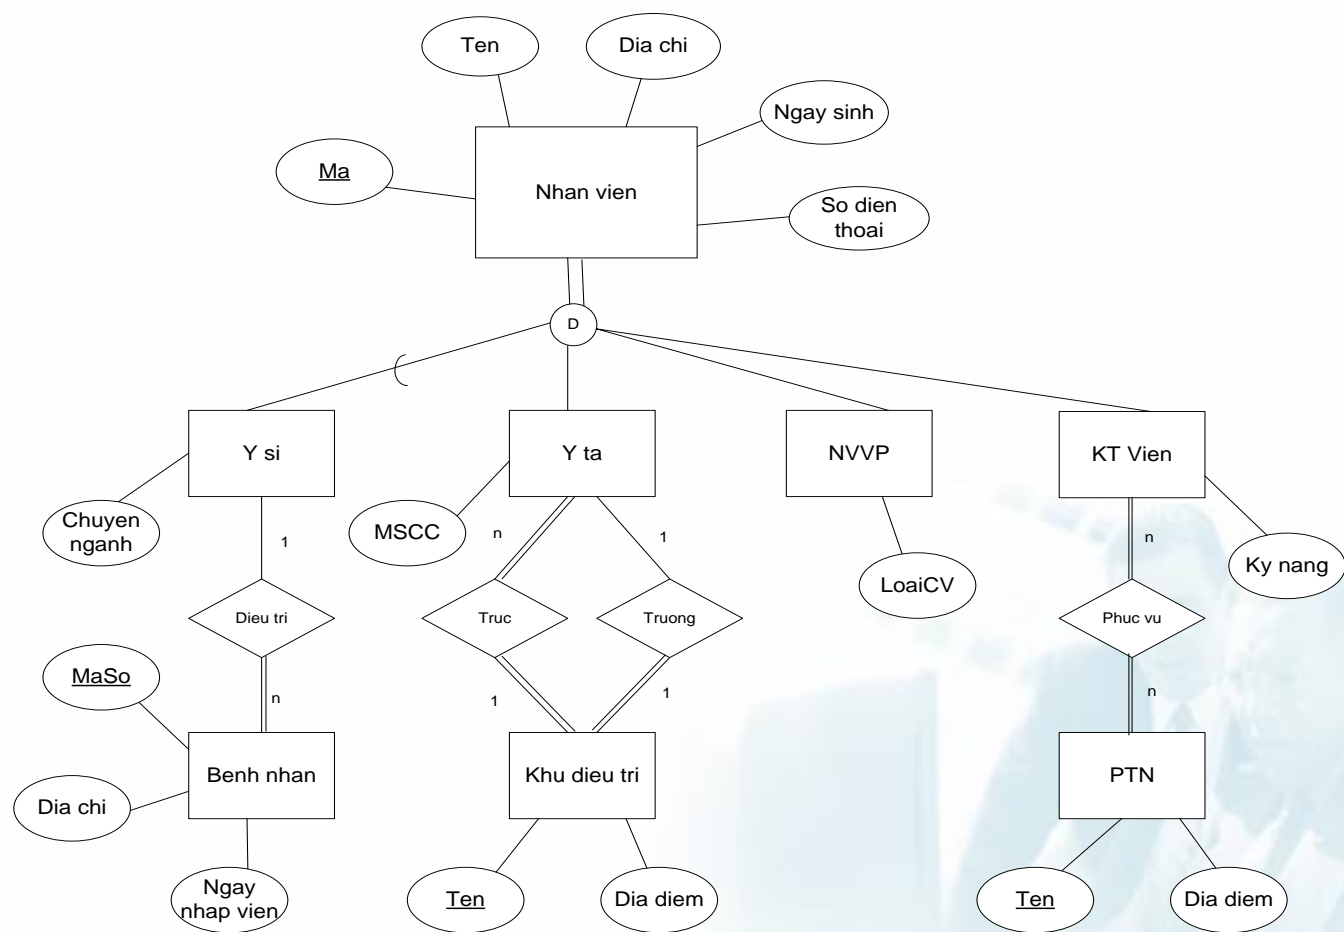 Ten
Dia chi
Ngay sinh
Ma
Nhan vien
So dien
thoai
D
Y si
Y ta
NVVP
KT Vien
Chuyen
nganh
1
MSCC
n
1
LoaiCV
n
Ky nang
Dieu tri
Truc
Truong
Phuc vu
MaSo
n
1
1
n
Benh nhan
Khu dieu tri
PTN
Dia chi
Ngay
nhap vien
Ten
Dia diem
Ten
Dia diem